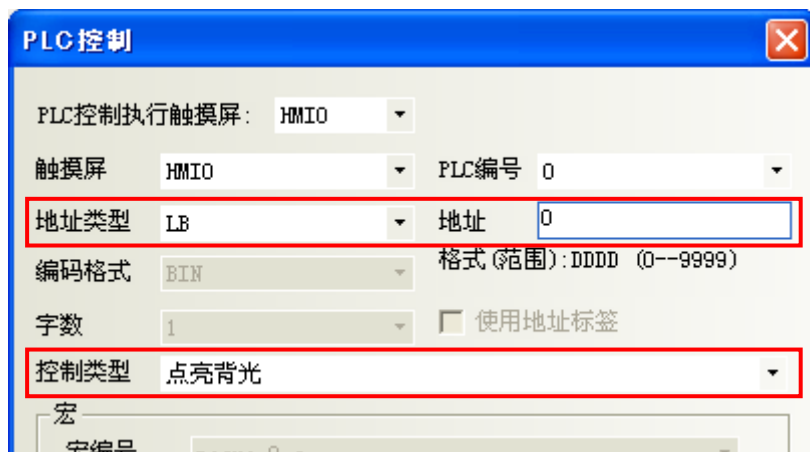 PLC控制
PLC控制执行触摸屏: HMI0
触摸屏 HMI0 PLC编号 0
地址类型 LB 地址 0
编码格式 BIN 格式(范围):DDDD (0--9999)
字数 1 使用地址标签
控制类型 点亮背光
宏
宏编号